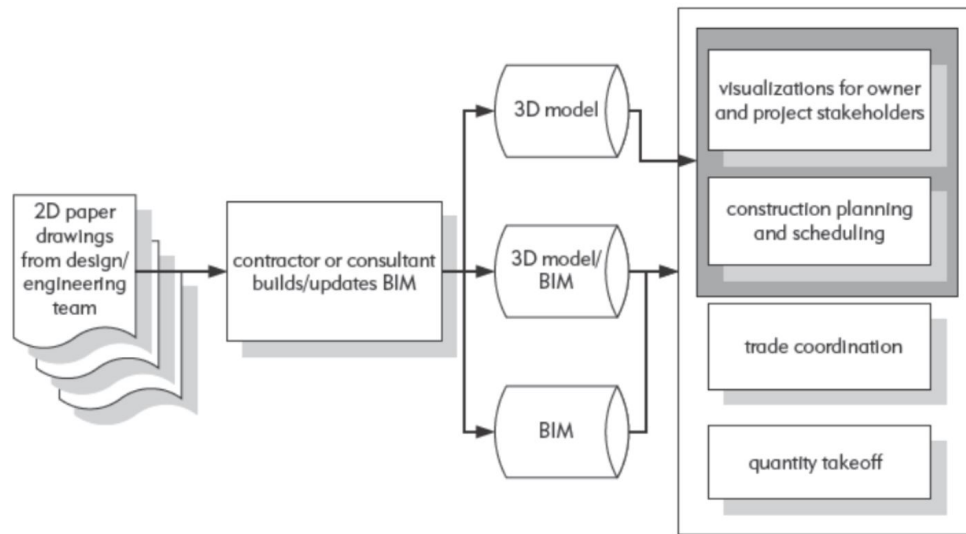 2D paper
drawings
from design/
engineering
team
contractor or consultant
builds/updates BIM
3D model
3D model/
BIM
BIM
visualizations for owner
and project stakeholders
construction planning
and scheduling
trade coordination
quantity takeoff